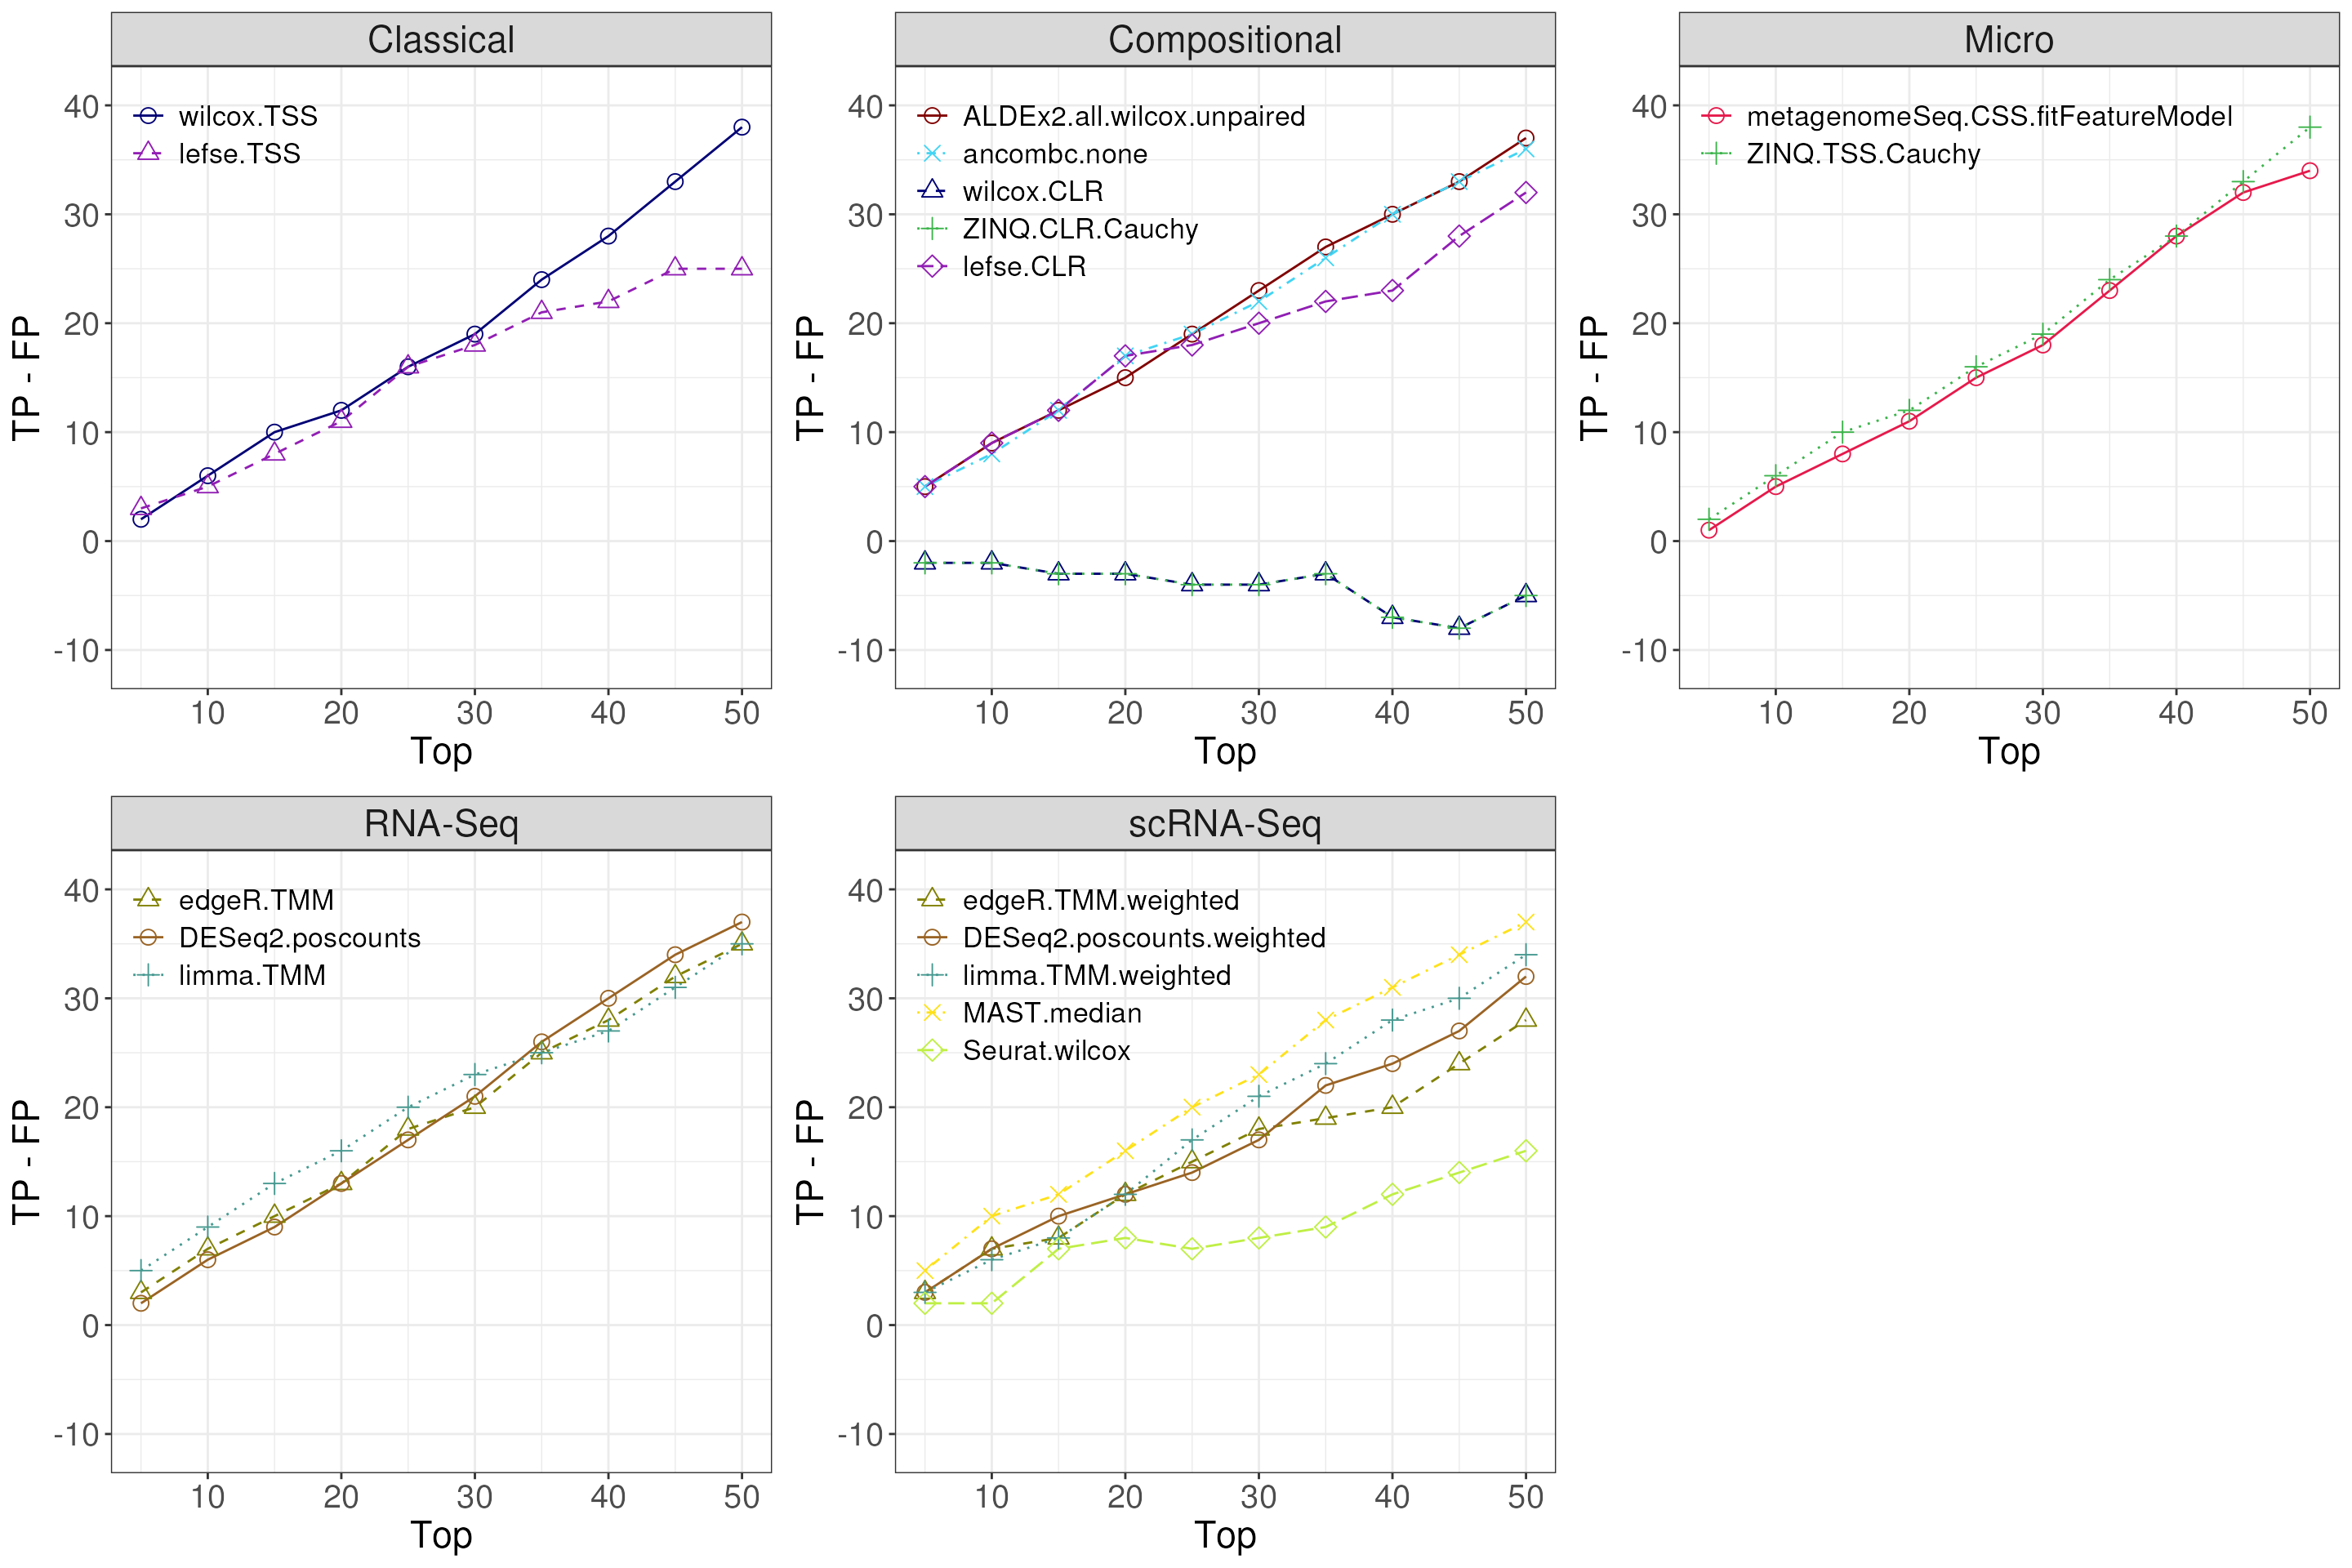 Classical
TP - FP
40
30
20
10
0
-10
wilcox.TSS
lefse.TSS
10 20 30 40 50
Top
Compositional
TP - FP
40
30
20
10
0
-10
ALDEx2.all.wilcox.unpaired
ancombc.none
wilcox.CLR
ZINQ.CLR.Cauchy
lefse.CLR
10 20 30 40 50
Top
Micro
TP - FP
40
30
20
10
0
-10
metagenomeSeq.CSS.fitFeatureModel
ZINQ.TSS.Cauchy
10 20 30 40 50
Top
RNA-Seq
TP - FP
40
30
20
10
0
-10
edgeR.TMM
DESeq2.poscounts
limma.TMM
10 20 30 40 50
Top
scRNA-Seq
TP - FP
40
30
20
10
0
-10
edgeR.TMM.weighted
DESeq2.poscounts.weighted
limma.TMM.weighted
MAST.median
Seurat.wilcox
10 20 30 40 50
Top